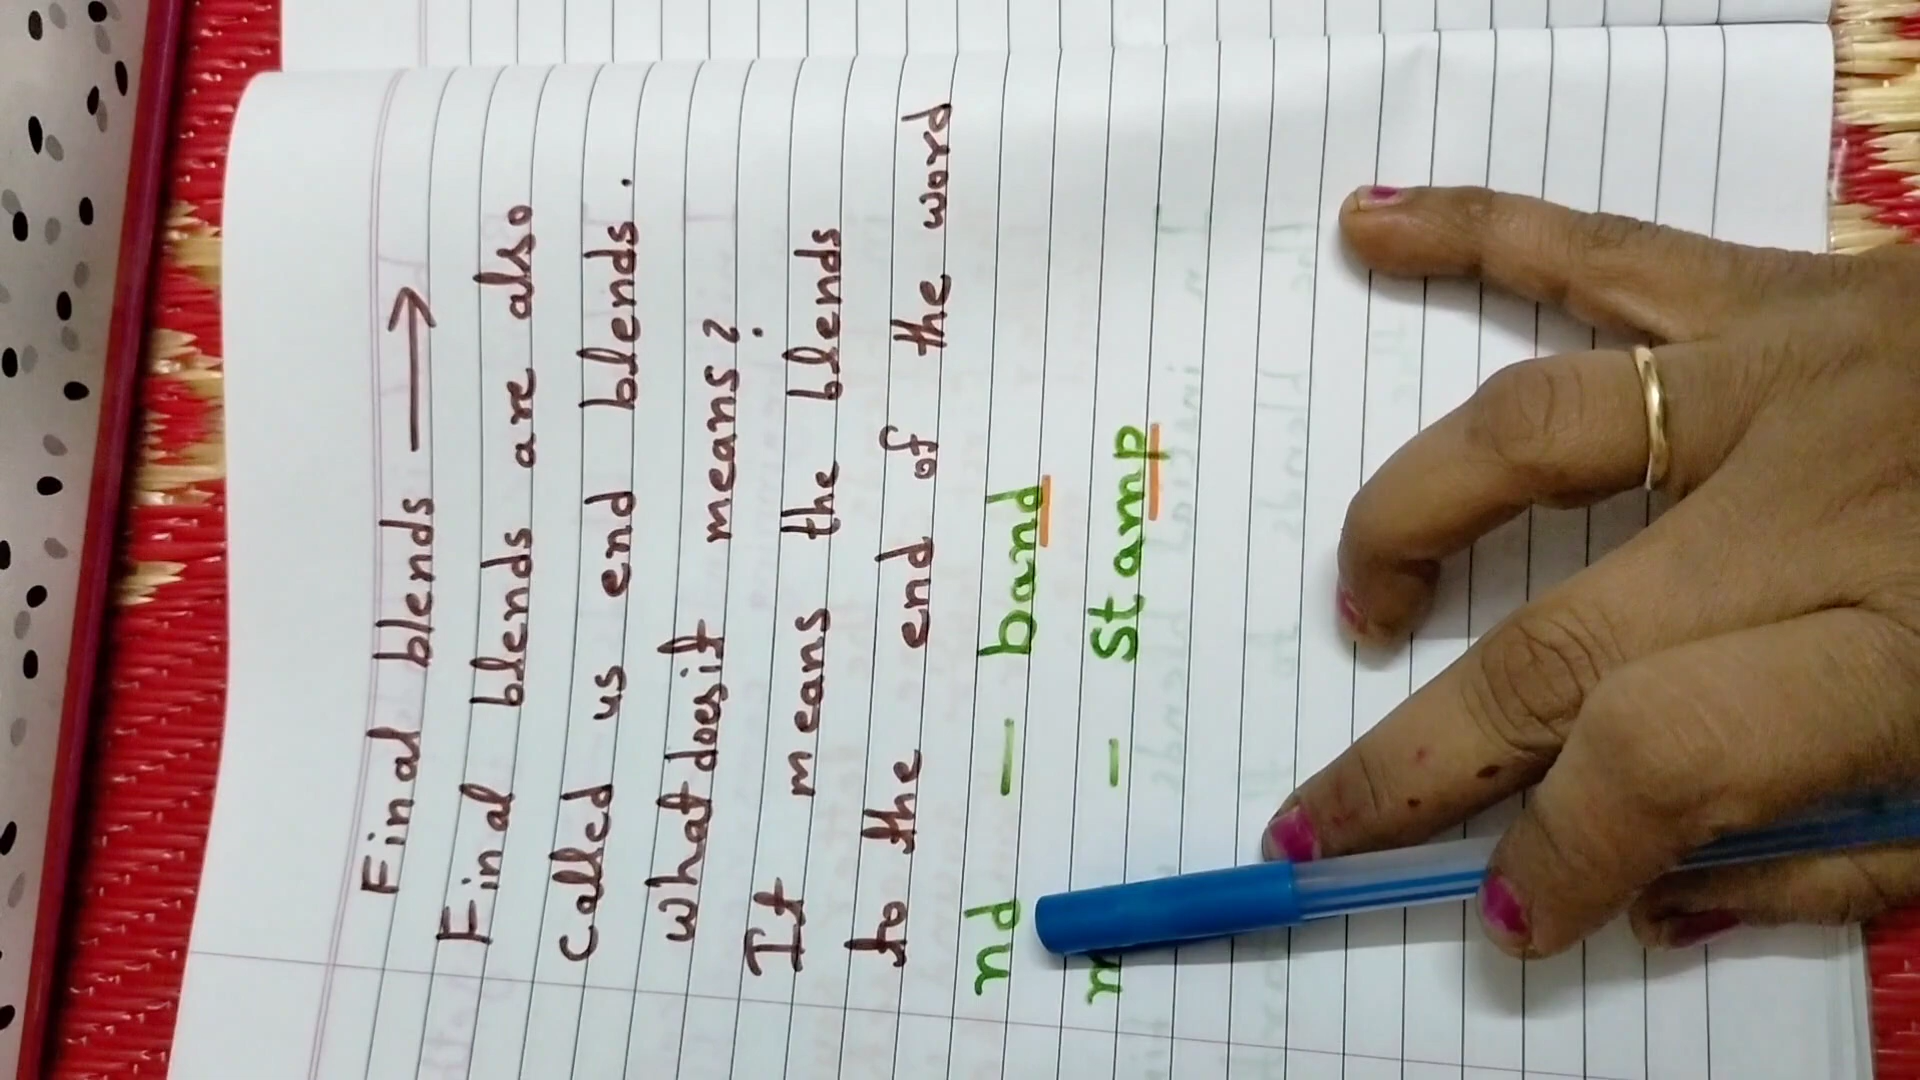 Final blends →
Final blends are also
called us end blends.
what does it means?
It means the blends
to the end of the word
nd — band
— stamp